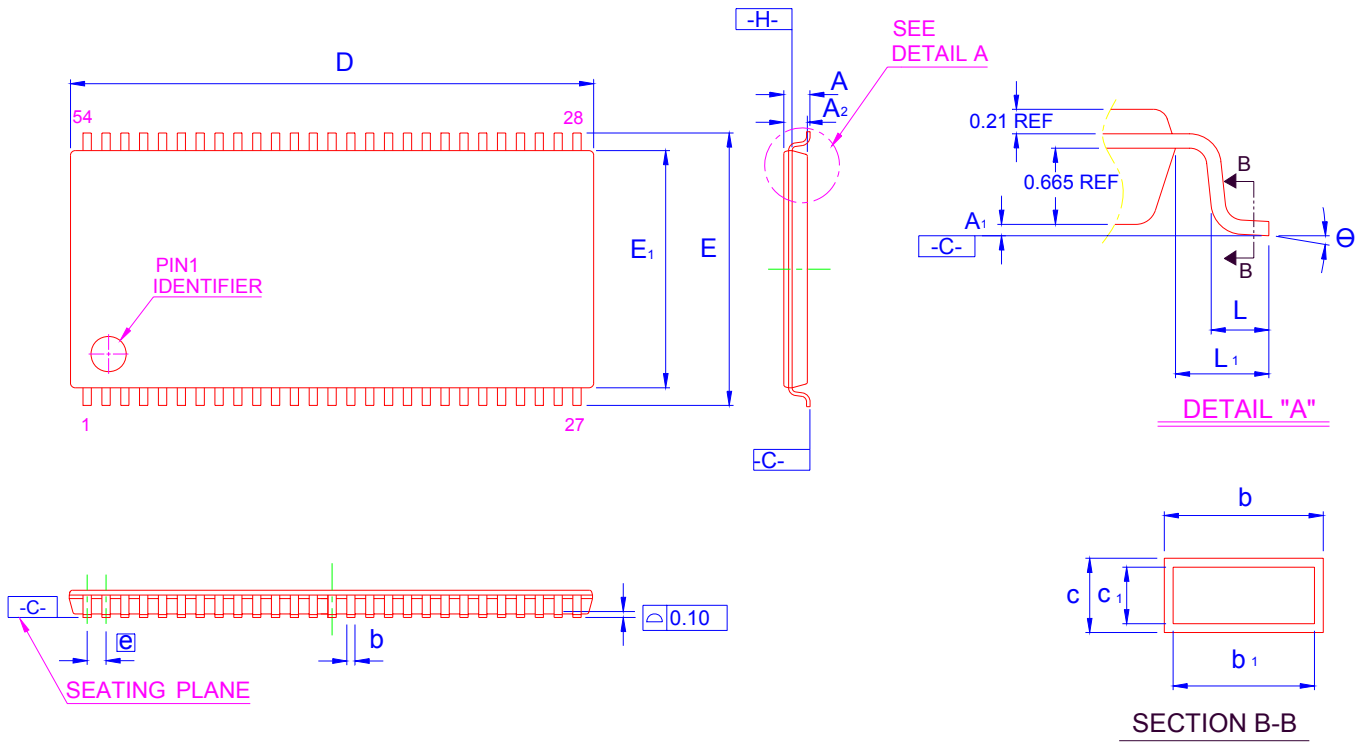 -H-
SEE
DETAIL A
D
A
A2
54
28
0.21 REF
B
0.665 REF
E1
E
A1
-C-
Θ
B
PIN1
IDENTIFIER
L
L1
1
27
DETAIL "A"
-C-
b
-C-
0.10
c
c1
e
b
b1
SEATING PLANE
SECTION B-B